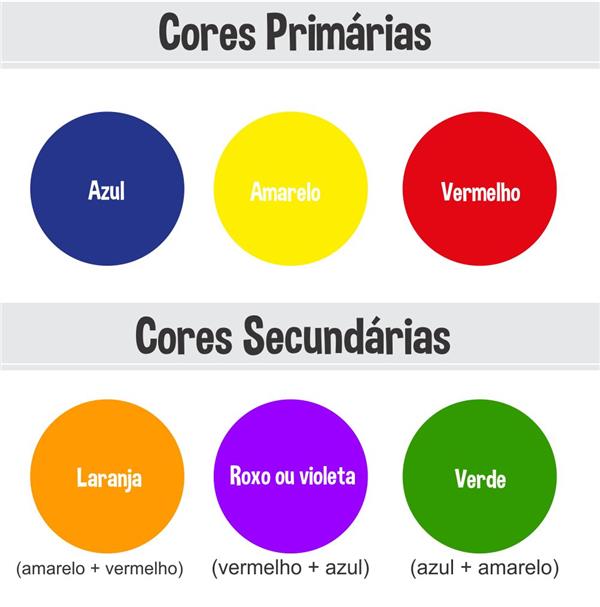 Cores Primárias
Azul
Amarelo
Vermelho
Cores Secundárias
Laranja
Roxo ou violeta
Verde
(amarelo + vermelho)
(vermelho + azul)
(azul + amarelo)